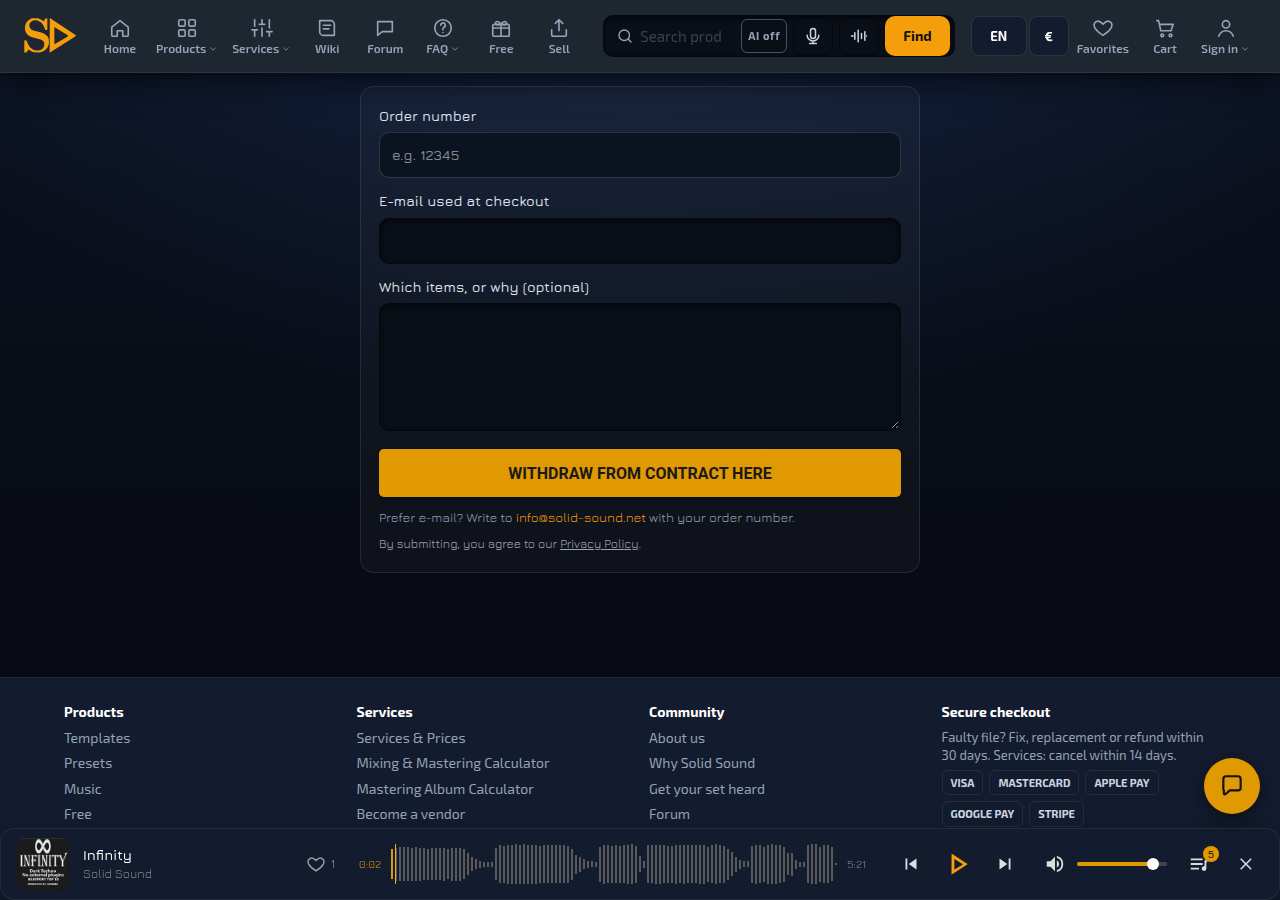 S
Home
Products
Services
Wiki
Forum
FAQ
Free
Sell
Search prod
AI off
Find
EN
€
Favorites
Cart
Sign in
Order number
e.g. 12345
E-mail used at checkout
Which items, or why (optional)
WITHDRAW FROM CONTRACT HERE
Prefer e-mail? Write to info@solid-sound.net with your order number.
By submitting, you agree to our Privacy Policy.
Products
Templates
Presets
Music
Free
Services
Services & Prices
Mixing & Mastering Calculator
Mastering Album Calculator
Become a vendor
Community
About us
Why Solid Sound
Get your set heard
Forum
Secure checkout
Faulty file? Fix, replacement or refund within
30 days. Services: cancel within 14 days.
VISA
MASTERCARD
APPLE PAY
GOOGLE PAY
STRIPE
INFINITY
Infinity
Solid Sound
1
0:02
5:21
5